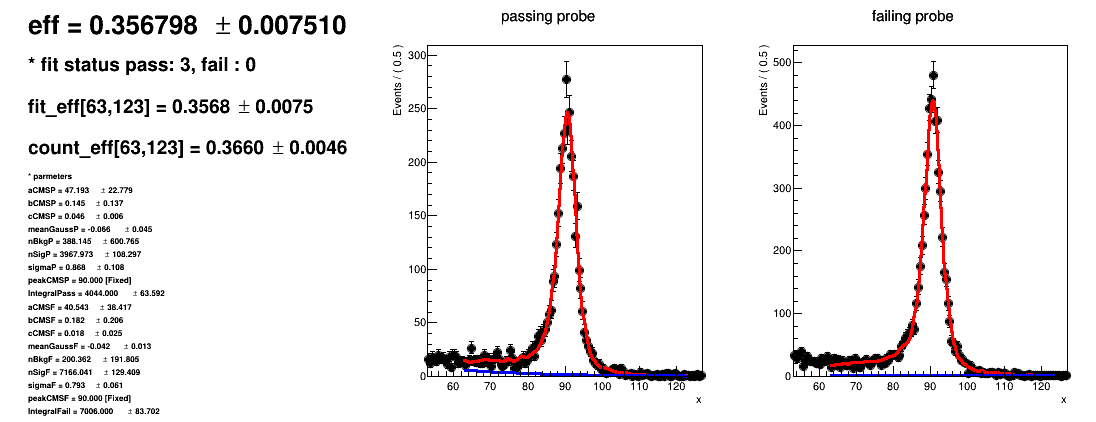 eff = 0.356798 ± 0.007510
* fit status pass: 3, fail : 0
fit_eff[63,123] = 0.3568 ± 0.0075
count_eff[63,123] = 0.3660 ± 0.0046
* parmeters
aCMSP = 47.193 ± 22.779
bCMSP = 0.145 ± 0.137
cCMSP = 0.046 ± 0.006
meanGaussP = -0.066 ± 0.045
nBkgP = 388.145 ± 600.765
nSigP = 3967.973 ± 108.297
sigmaP = 0.868 ± 0.108
peakCMSP = 90.000 [Fixed]
IntegralPass = 4044.000 ± 63.592
aCMSF = 40.543 ± 38.417
bCMSF = 0.182 ± 0.206
cCMSF = 0.018 ± 0.025
meanGaussF = -0.042 ± 0.013
nBkgF = 200.362 ± 191.805
nSigF = 7166.041 ± 129.409
sigmaF = 0.793 ± 0.061
peakCMSF = 90.000 [Fixed]
IntegralFail = 7006.000 ± 83.702
passing probe
Events / ( 0.5 )
300
250
200
150
100
50
0
60 70 80 90 100 110 120
x
failing probe
Events / ( 0.5 )
500
400
300
200
100
0
60 70 80 90 100 110 120
x